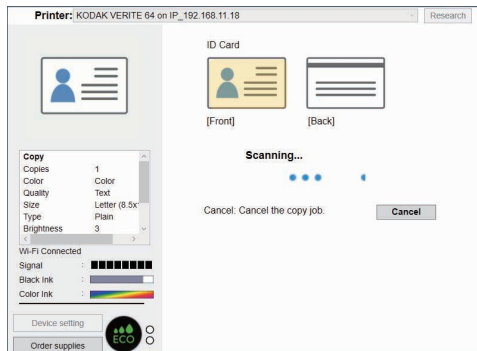 Printer: KODAK VERITE 64 on IP_192.168.11.18 Research
ID Card
[Front] [Back]
Scanning...
Cancel: Cancel the copy job. Cancel
Copy
Copies 1
Color Color
Quality Text
Size Letter (8.5x
Type Plain
Brightness 3
Wi-Fi Connected
Signal :
Black Ink :
Color Ink :
Device setting
Order supplies
ECO